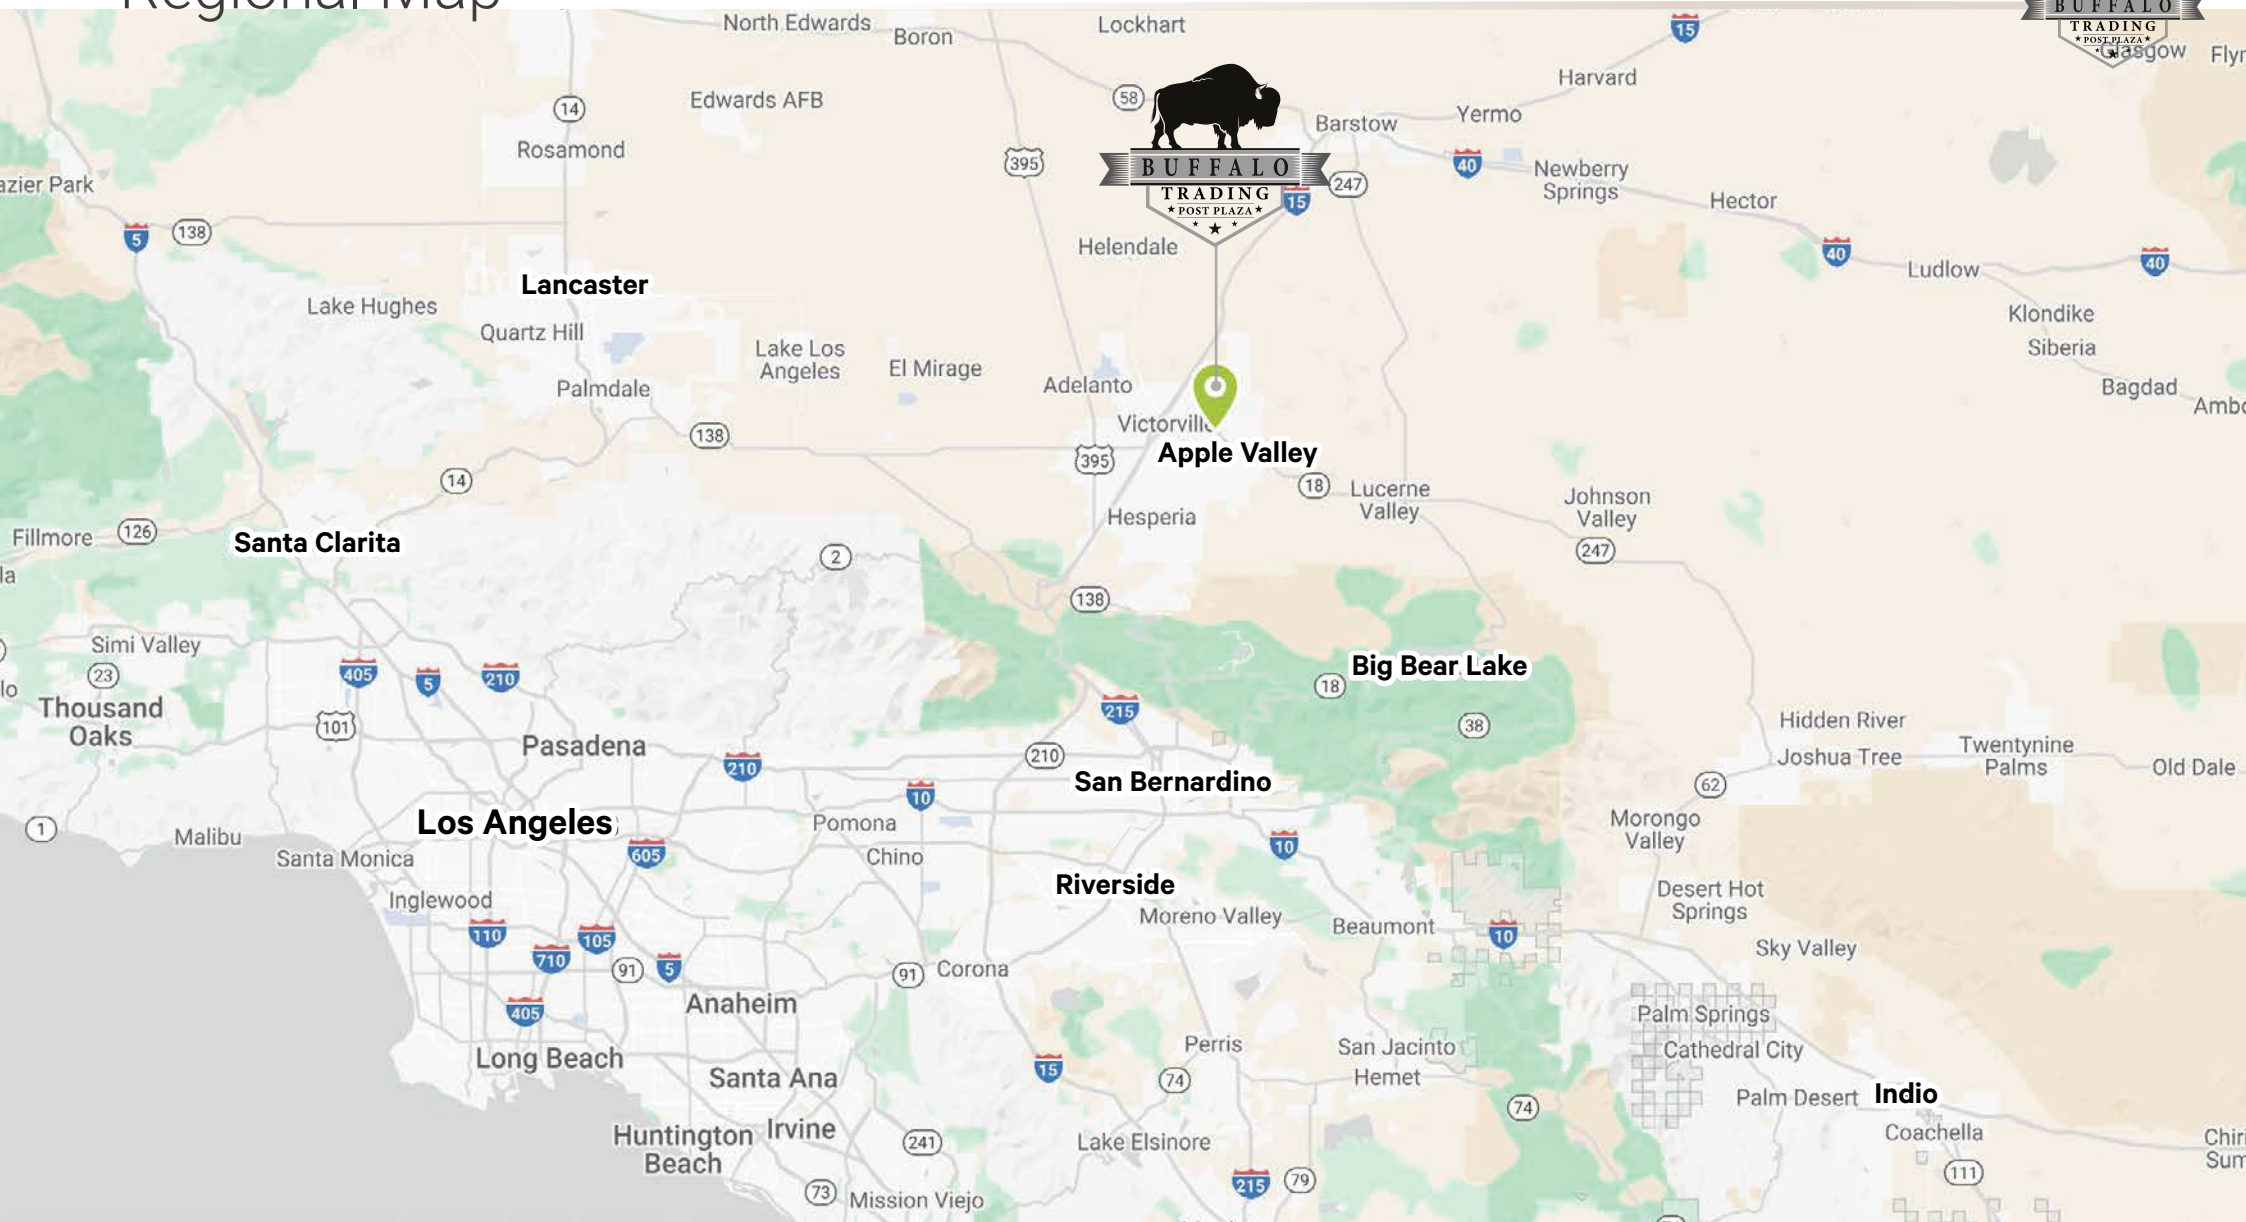 Regional Map
BUFFALO
TRADING
★ POST PLAZA ★
North Edwards
Boron
Lockhart
15
Glasgow
14
Edwards AFB
58
Harvard
Yermo
Barstow
Rosamond
395
BUFFALO
TRADING
★ POST PLAZA ★
15
247
40
Newberry
Springs
Hector
azier Park
5
138
Helendale
40
Ludlow
40
Lancaster
Lake Hughes
Quartz Hill
Klondike
Siberia
Lake Los
Angeles
El Mirage
Palmdale
Adelanto
Bagdad
Victorville
138
395
Apple Valley
14
18
Lucerne
Valley
Johnson
Valley
Hesperia
Fillmore
126
Santa Clarita
2
247
138
Simi Valley
23
405
5
210
Big Bear Lake
18
Thousand
Oaks
101
215
38
Hidden River
Pasadena
210
210
Joshua Tree
Twentynine
Palms
Old Dale
San Bernardino
62
10
Los Angeles
1
Malibu
Pomona
Morongo
Valley
Santa Monica
605
Chino
10
Riverside
Inglewood
Moreno Valley
Beaumont
Desert Hot
Springs
110
105
710
10
Sky Valley
91
5
91
Corona
405
Anaheim
Palm Springs
Long Beach
Perris
San Jacinto
Cathedral City
Santa Ana
15
74
Hemet
Palm Desert
Indio
74
Huntington
Beach
Irvine
241
Lake Elsinore
Coachella
215
79
111
73
Mission Viejo